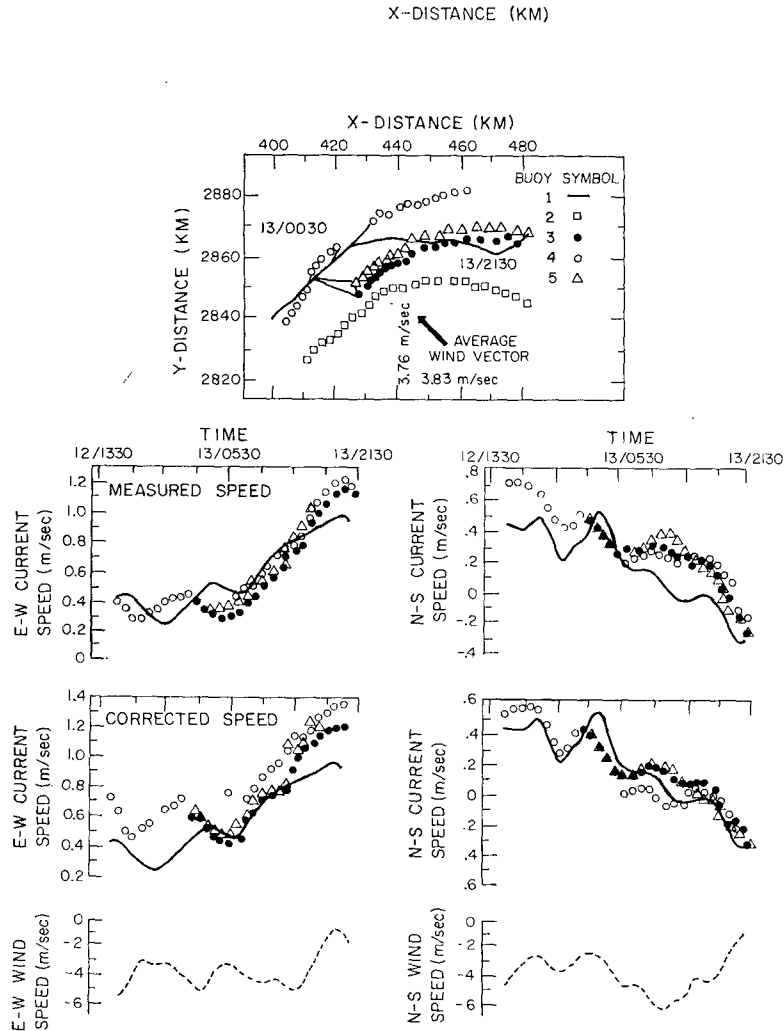 X-DISTANCE (KM)
X-DISTANCE (KM)
400 420 440 460 480
Y-DISTANCE (KM)
2880
2860
2840
2820
BUOY SYMBOL
1
2
3
4
5
13/0030
13/2130
3.76 m/sec
AVERAGE
WIND VECTOR
3.83 m/sec
TIME
12/1330 13/0530 13/2130
MEASURED SPEED
E-W CURRENT
SPEED (m/sec)
1.2
1.0
0.8
0.6
0.4
0.2
0
TIME
12/1330 13/0530 13/2130
N-S CURRENT
SPEED (m/sec)
.8
.6
.4
.2
0
-.2
-.4
CORRECTED SPEED
E-W CURRENT
SPEED (m/sec)
1.4
1.2
1.0
0.8
0.6
0.4
0.2
N-S CURRENT
SPEED (m/sec)
.6
.4
.2
0
.2
.4
.6
E-W WIND
SPEED (m/sec)
0
-2
-4
-6
N-S WIND
SPEED (m/sec)
0
-2
-4
-6